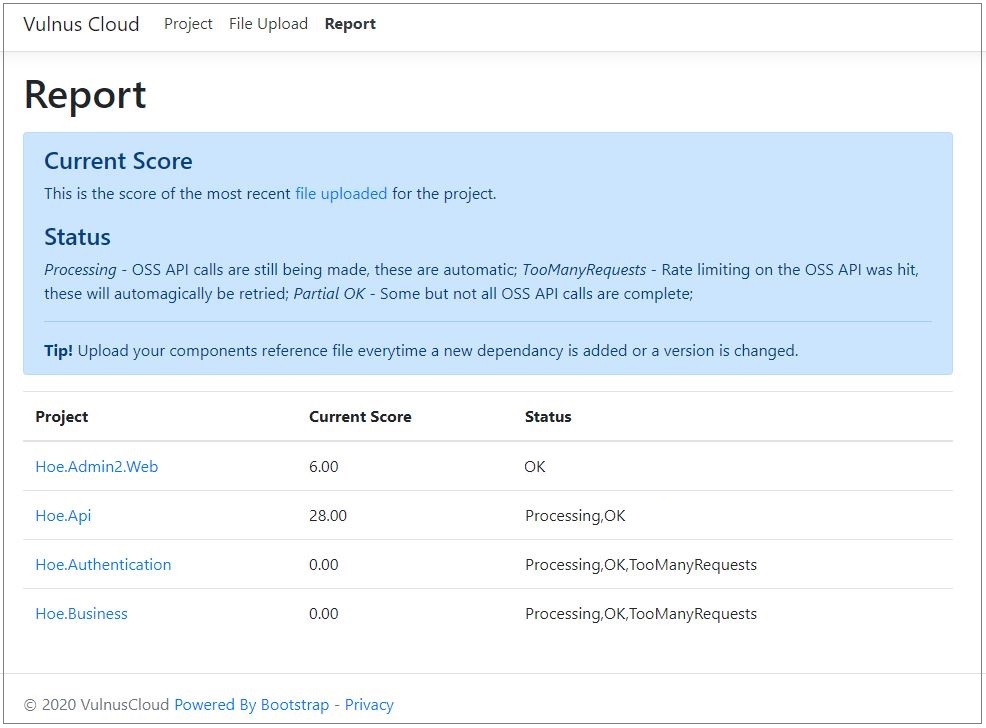 Vulnus Cloud Project File Upload Report
Report
Current Score
This is the score of the most recent file uploaded for the project.
Status
Processing - OSS API calls are still being made, these are automatic; TooManyRequests - Rate limiting on the OSS API was hit,
these will automagically be retried; Partial OK - Some but not all OSS API calls are complete;
Tip! Upload your components reference file everytime a new dependancy is added or a version is changed.
Project Current Score Status
Hoe.Admin2.Web 6.00 OK
Hoe.Api 28.00 Processing,OK
Hoe.Authentication 0.00 Processing,OK,TooManyRequests
Hoe.Business 0.00 Processing,OK,TooManyRequests
© 2020 VulnusCloud Powered By Bootstrap - Privacy